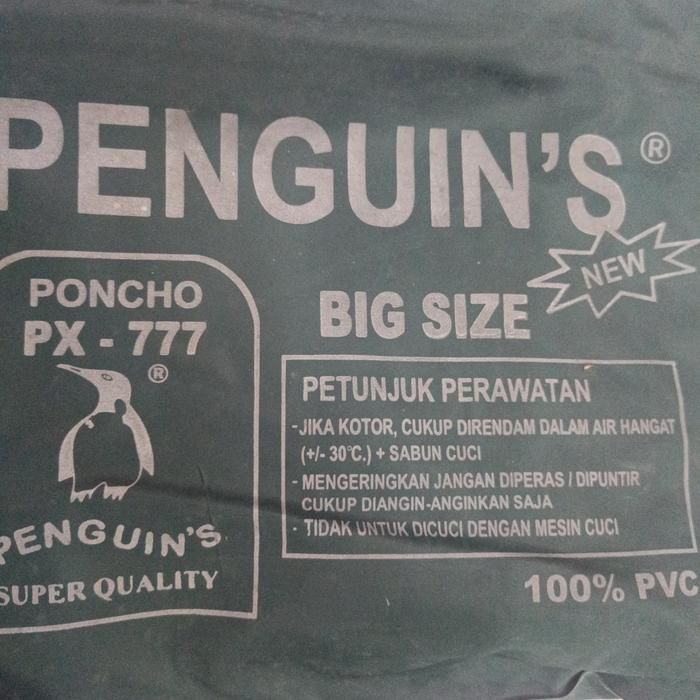 PENGUIN'S ®
NEW
BIG SIZE
PONCHO
PX - 777
®
PENGUIN'S
SUPER QUALITY
PETUNJUK PERAWATAN
-JIKA KOTOR, CUKUP DIRENDAM DALAM AIR HANGAT
(+/- 30°C.) + SABUN CUCI
- MENGERINGKAN JANGAN DIPERAS / DIPUNTIR
CUKUP DIANGIN-ANGINKAN SAJA
- TIDAK UNTUK DICUCI DENGAN MESIN CUCI
100% PVC